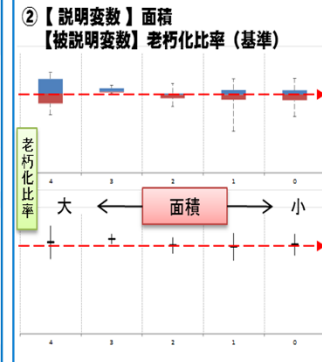 ②【 説明変数 】面積
【被説明変数】老朽化比率（基準）
老朽化比率
4 3 2 1 0
大 面積 小
4 3 2 1 0